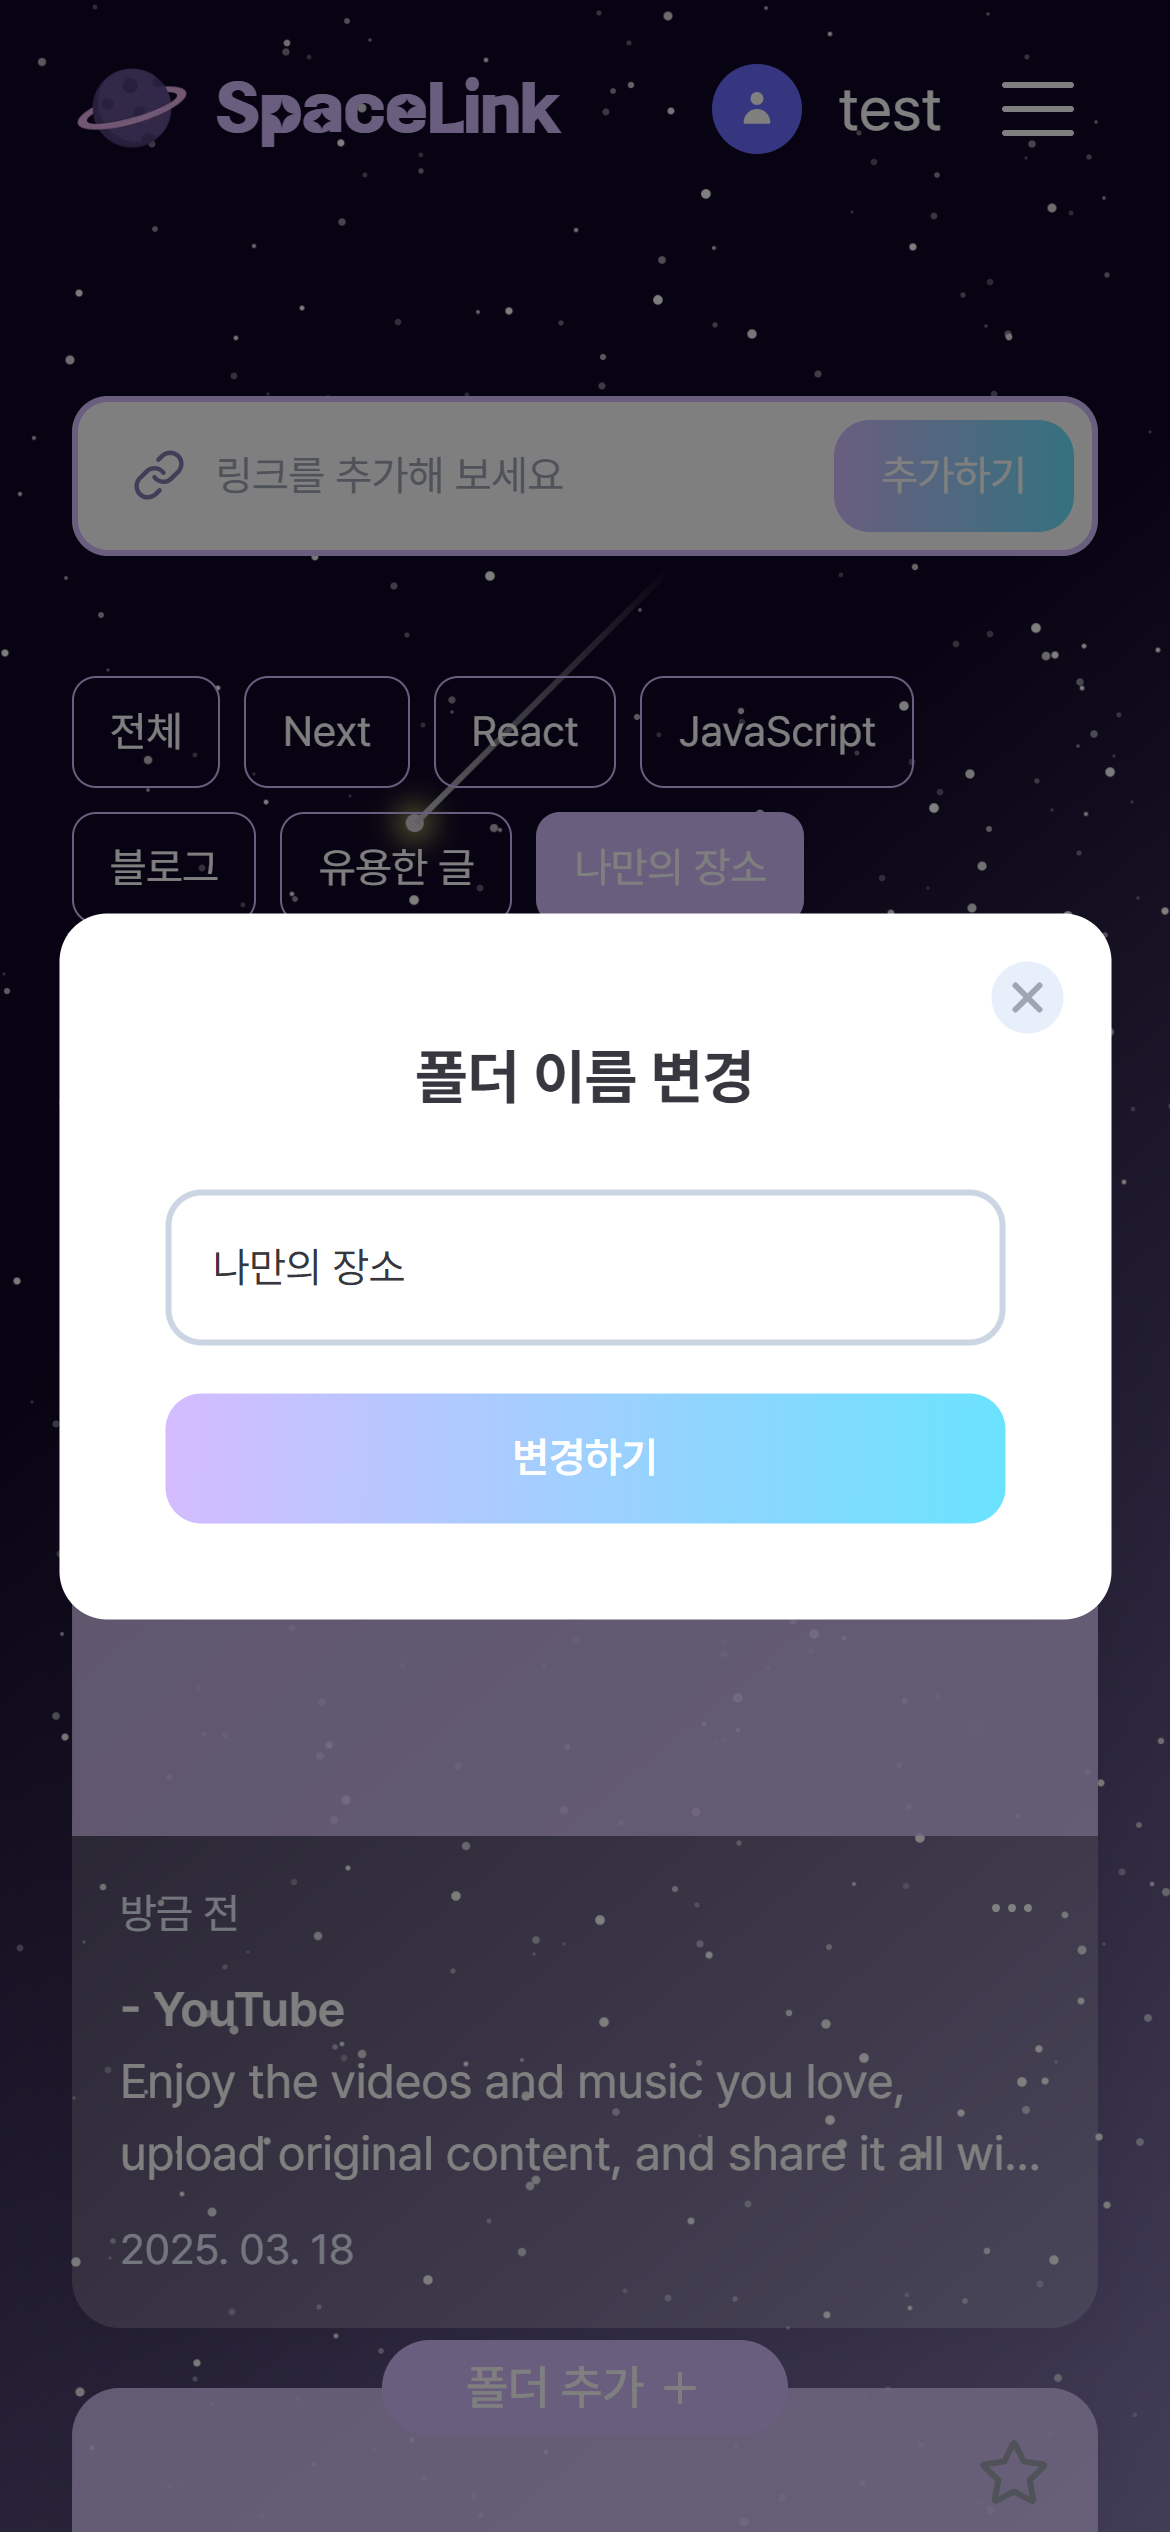 SpaceLink
test
링크를 추가해 보세요
추가하기
전체
Next
React
JavaScript
블로그
유용한 글
나만의 장소
폴더 이름 변경
나만의 장소
변경하기
방금 전
- YouTube
Enjoy the videos and music you love,
upload original content, and share it all wi...
2025. 03. 18
폴더 추가 +